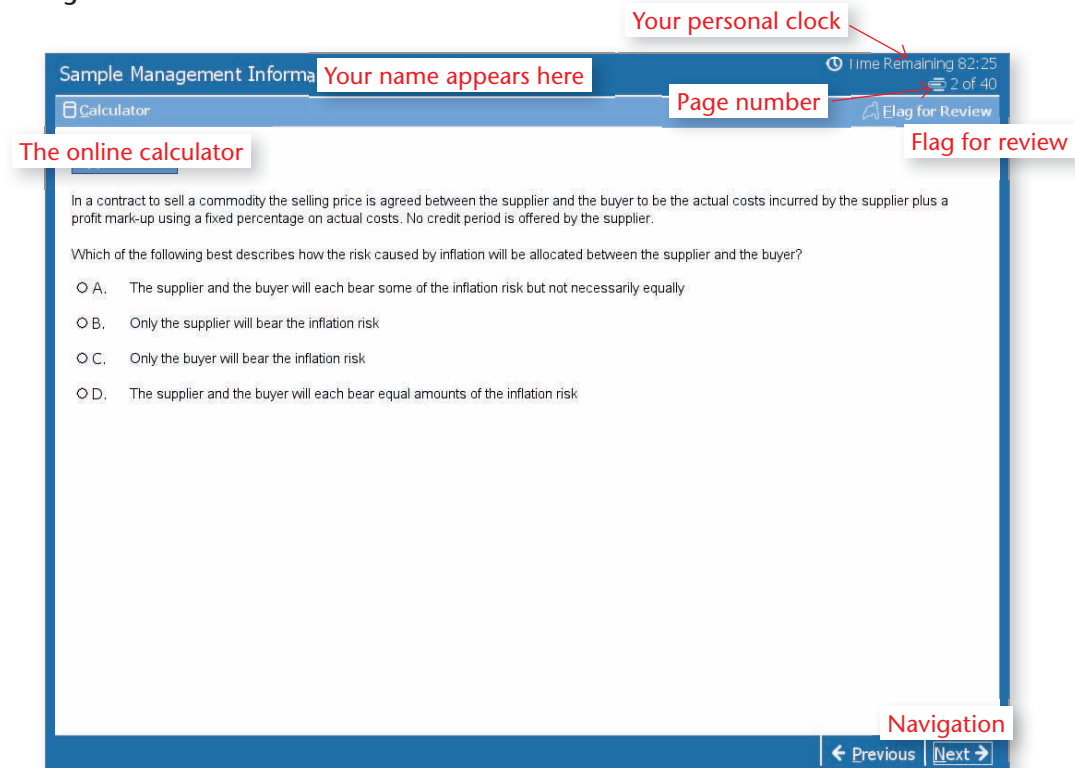 Your personal clock
Sample Management Informa
Your name appears here
Time Remaining 82:25
2 of 40
Page number
Calculator
Flag for Review
The online calculator
Flag for review
In a contract to sell a commodity the selling price is agreed between the supplier and the buyer to be the actual costs incurred by the supplier plus a
profit mark-up using a fixed percentage on actual costs. No credit period is offered by the supplier.
Which of the following best describes how the risk caused by inflation will be allocated between the supplier and the buyer?
A. The supplier and the buyer will each bear some of the inflation risk but not necessarily equally
B. Only the supplier will bear the inflation risk
C. Only the buyer will bear the inflation risk
D. The supplier and the buyer will each bear equal amounts of the inflation risk
Navigation
Previous
Next